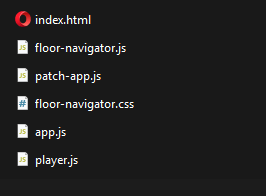 index.html
floor-navigator.js
patch-app.js
floor-navigator.css
app.js
player.js